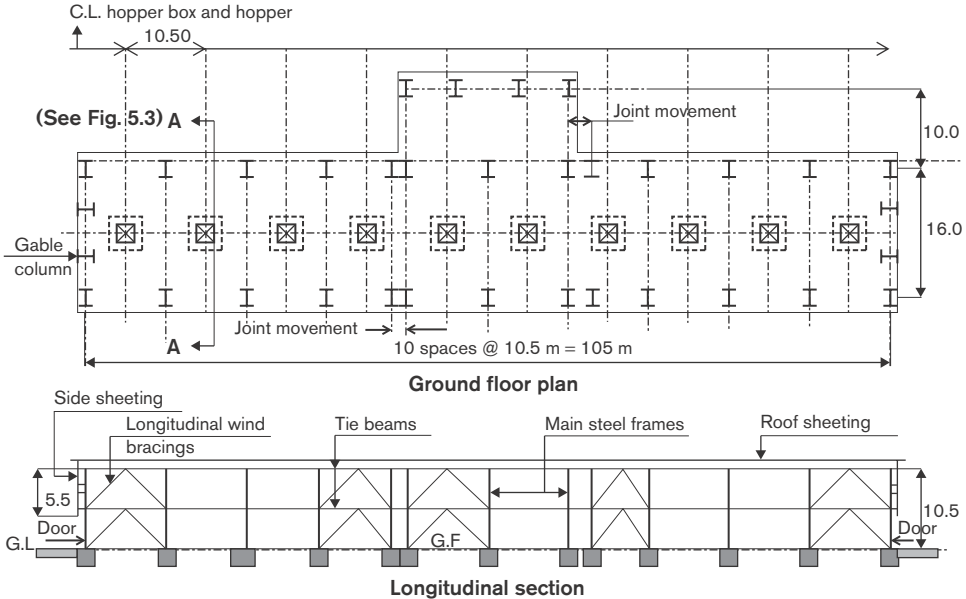 C.L. hopper box and hopper
10.50
(See Fig. 5.3) A
Joint movement
10.0
Gable
column
16.0
Joint movement
A
10 spaces @ 10.5 m = 105 m
Ground floor plan
Side sheeting
Longitudinal wind
bracings
Tie beams
Main steel frames
Roof sheeting
5.5
10.5
Door
Door
G.L
G.F
Longitudinal section